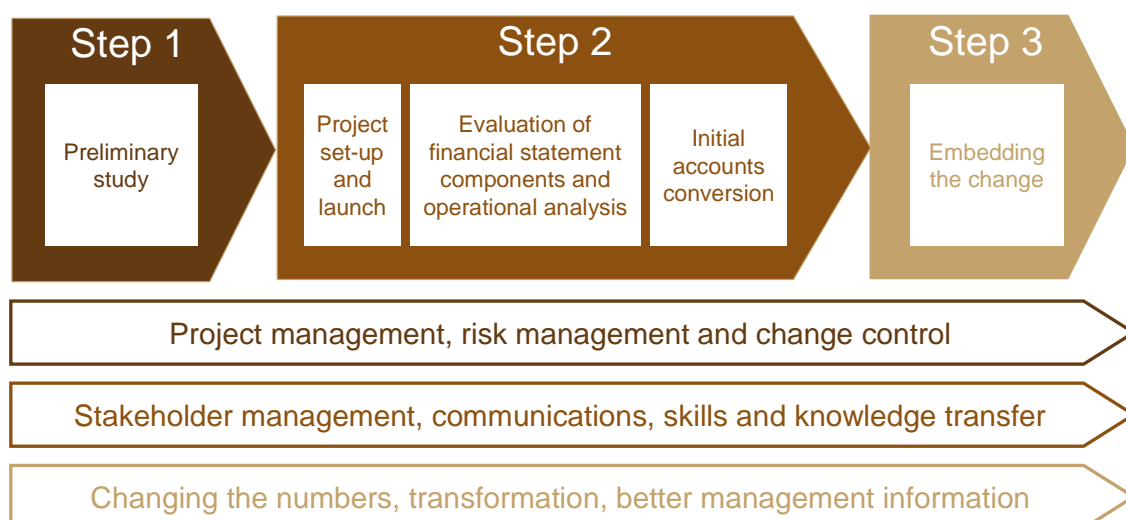 Step 1
Preliminary
study
Step 2
Project
set-up
and
launch
Evaluation of
financial statement
components and
operational analysis
Initial
accounts
conversion
Step 3
Embedding
the change
Project management, risk management and change control
Stakeholder management, communications, skills and knowledge transfer
Changing the numbers, transformation, better management information